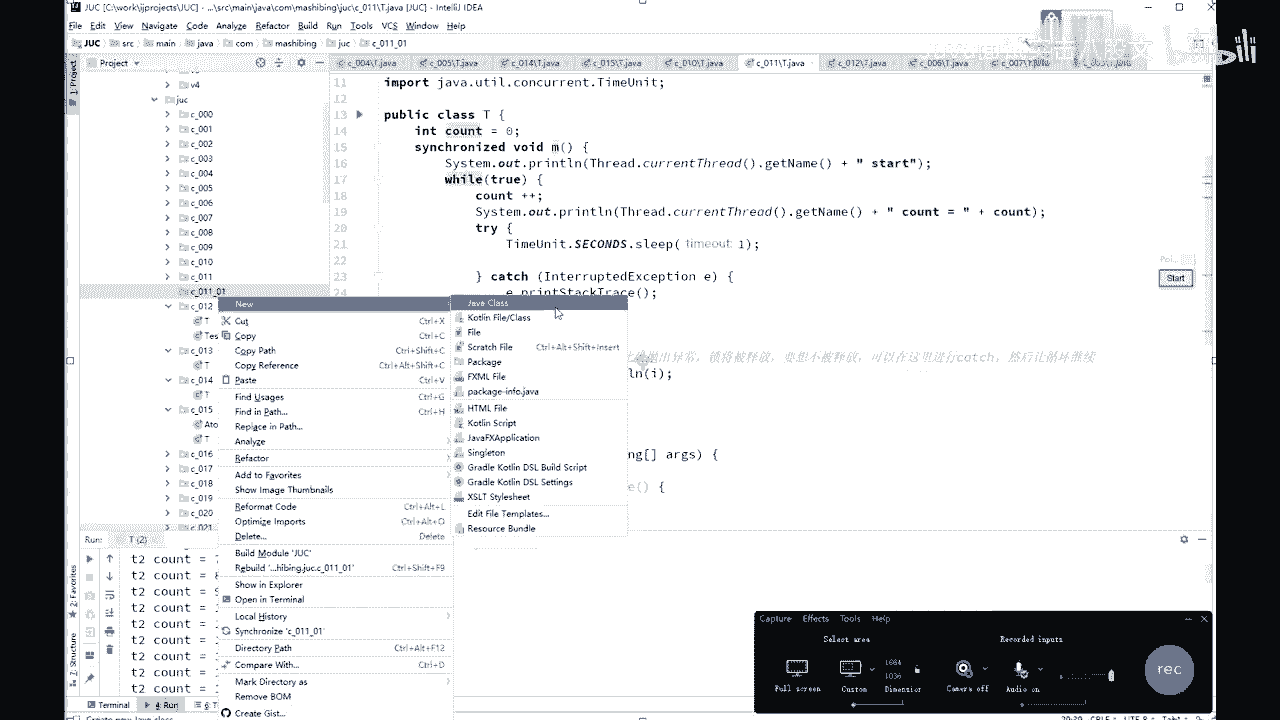 JUC [C:\work\ijprojects\JUC] - ...\src\main\java\com\mashibing\juc\c_011\T.java [JUC] - IntelliJ IDEA
File Edit View Navigate Code Analyze Refactor Build Run Tools VCS Window Help
JUC src main java com mashibing juc c_011_01
Project
c_004\T.java c_005\T.java c_014\T.java c_015\T.java c_010\T.java c_011\T.java c_012\T.java c_006\T.java
1: Project
v4
juc
c_000
c_001
c_002
c_003
c_004
c_005
c_006
c_007
c_008
c_009
c_010
c_011
c_011_01
c_012
T
c_013
c_014
T
c_015
T
c_016
c_017
c_018
c_019
c_020
c_021
11 import java.util.concurrent.TimeUnit;
12
13 public class T {
14 int count = 0;
15 synchronized void m() {
16 System.out.println(Thread.currentThread().getName() + " start");
17 while(true) {
18 count ++;
19 System.out.println(Thread.currentThread().getName() + " count = " + count);
20 try {
21 TimeUnit.SECONDS.sleep( timeout: 1);
22
23 } catch (InterruptedException e) {
24 e.printStackTrace();
出异常，锁将被释放，要想不被释放，可以在这里进行catch，然后让循环继续
ln(i);
ng[] args) {
e() {
New
Cut Ctrl+X
Copy Ctrl+C
Copy Path Ctrl+Shift+C
Copy Reference Ctrl+Alt+Shift+C
Paste Ctrl+V
Find Usages Ctrl+G
Find in Path... Ctrl+H
Replace in Path...
Analyze
Refactor
Add to Favorites
Show Image Thumbnails
Reformat Code Ctrl+Alt+L
Optimize Imports Ctrl+Alt+O
Delete... Delete
Build Module 'JUC'
Rebuild '...hibing.juc.c_011_01' Ctrl+Shift+F9
Show in Explorer
Open in Terminal
Local History
Synchronize 'c_011_01'
Directory Path Ctrl+Alt+F12
Compare With... Ctrl+D
Mark Directory as
Remove BOM
Create Gist...
Java Class
Kotlin File/Class
File
Scratch File Ctrl+Alt+Shift+Insert
Package
FXML File
package-info.java
HTML File
Kotlin Script
JavaFXApplication
Singleton
Gradle Kotlin DSL Build Script
Gradle Kotlin DSL Settings
XSLT Stylesheet
Edit File Templates...
Resource Bundle
Start
Run: T (2)
t2 count =
t2 count =
t2 count =
t2 count =
t2 count =
t2 count =
t2 count =
t2 count =
t2 count =
2: Favorites
Structure
Terminal 4: Run
Capture Effects Tools Help
Select area Recorded inputs
Full screen Custom Dimensions Camera off Audio on
rec